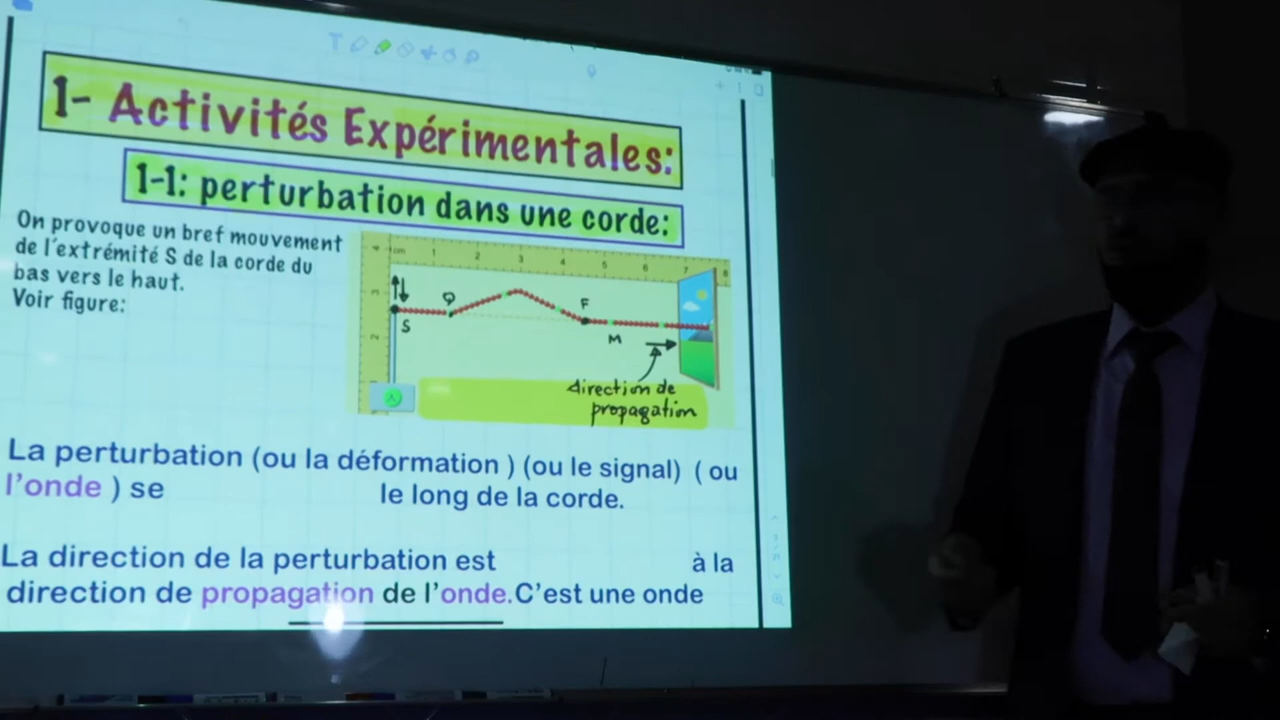 1- Activités Expérimentales:
1-1: perturbation dans une corde:
On provoque un bref mouvement
de l'extrémité S de la corde du
bas vers le haut.
Voir figure:
cm 1 2 3 4 5 6 7 8
4
3
2
Q
F
S
M
direction de
propagation
La perturbation (ou la déformation ) (ou le signal) ( ou
l'onde ) se le long de la corde.
La direction de la perturbation est à la
direction de propagation de l'onde.C'est une onde